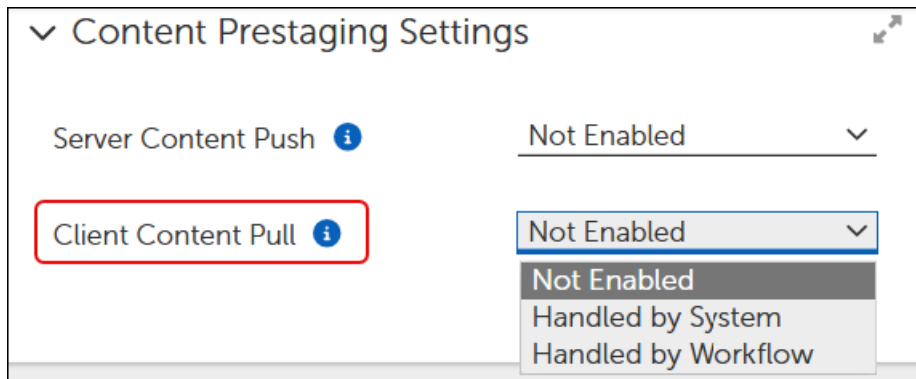 Content Prestaging Settings
Server Content Push Not Enabled
Client Content Pull Not Enabled
Not Enabled
Handled by System
Handled by Workflow